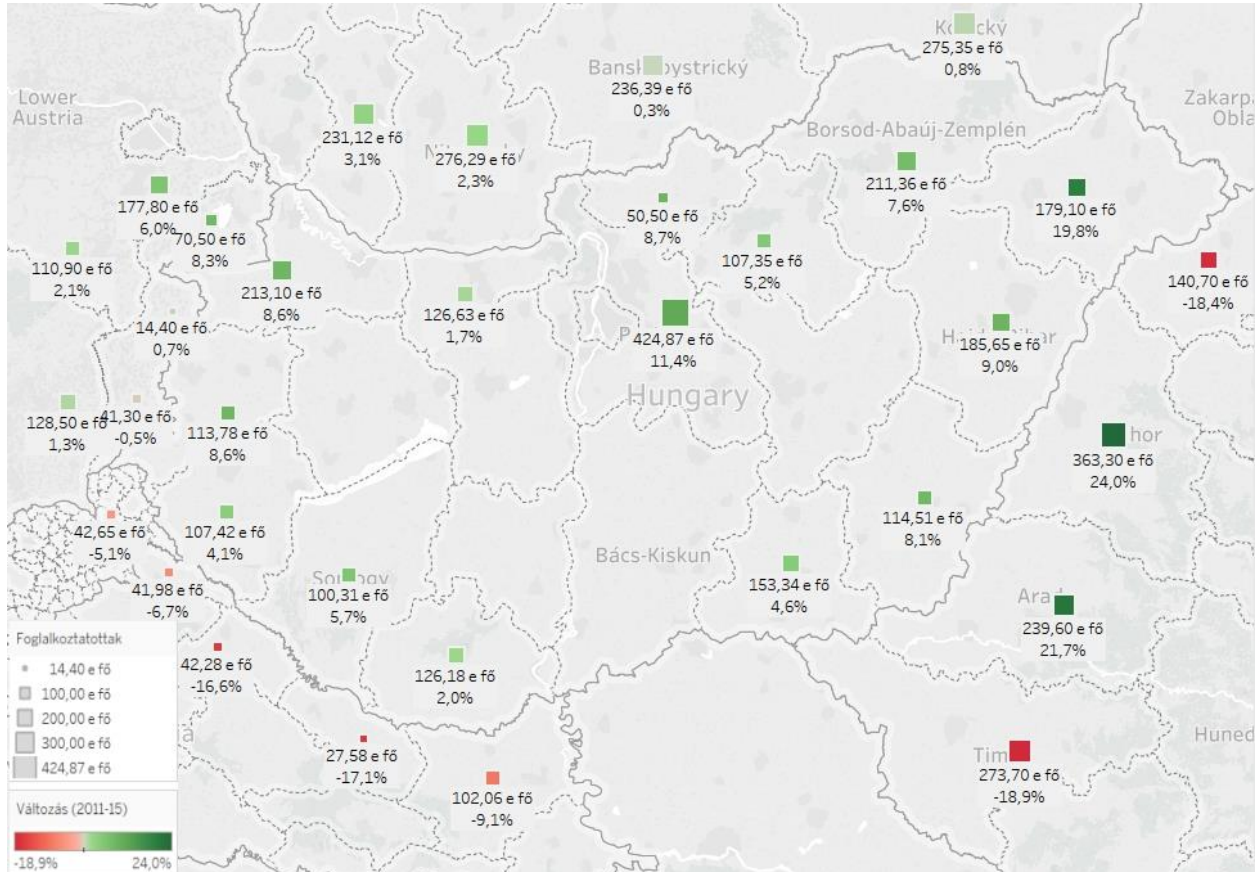 Košický
275,35 e fő
0,8%
Banskobystrický
236,39 e fő
0,3%
Lower
Austria
Zakarpa
Obla
Borsod-Abaúj-Zemplén
231,12 e fő
3,1%
276,29 e fő
2,3%
211,36 e fő
7,6%
179,10 e fő
19,8%
177,80 e fő
6,0%
70,50 e fő
8,3%
50,50 e fő
8,7%
107,35 e fő
5,2%
110,90 e fő
2,1%
140,70 e fő
-18,4%
213,10 e fő
8,6%
126,63 e fő
1,7%
14,40 e fő
0,7%
424,87 e fő
11,4%
185,65 e fő
9,0%
Hungary
128,50 e fő
1,3%
41,30 e fő
-0,5%
113,78 e fő
8,6%
hor
363,30 e fő
24,0%
42,65 e fő
-5,1%
107,42 e fő
4,1%
114,51 e fő
8,1%
Bács-Kiskun
41,98 e fő
-6,7%
Somogy
100,31 e fő
5,7%
153,34 e fő
4,6%
Arad
239,60 e fő
21,7%
42,28 e fő
-16,6%
126,18 e fő
2,0%
27,58 e fő
-17,1%
102,06 e fő
-9,1%
Tim
273,70 e fő
-18,9%
Huned
Foglalkoztatottak
14,40 e fő
100,00 e fő
200,00 e fő
300,00 e fő
424,87 e fő
Változás (2011-15)
-18,9% 24,0%